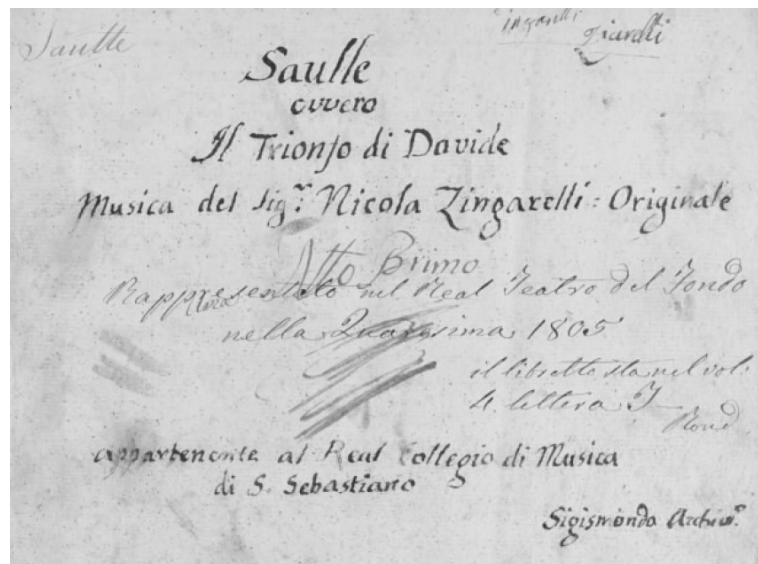 Saulle
Zingarelli
Saulle
ovvero
Il Trionfo di Davide
Musica del Sig.r Nicola Zingarelli: Originale
Atto Primo
Rappresentato nel Real Teatro del Fondo
nella Quaresima 1805
il libretto sta nel vol:
4 lettera T
appartenente al Real Collegio di Musica
di S. Sebastiano
Sigismondo Archiv.o